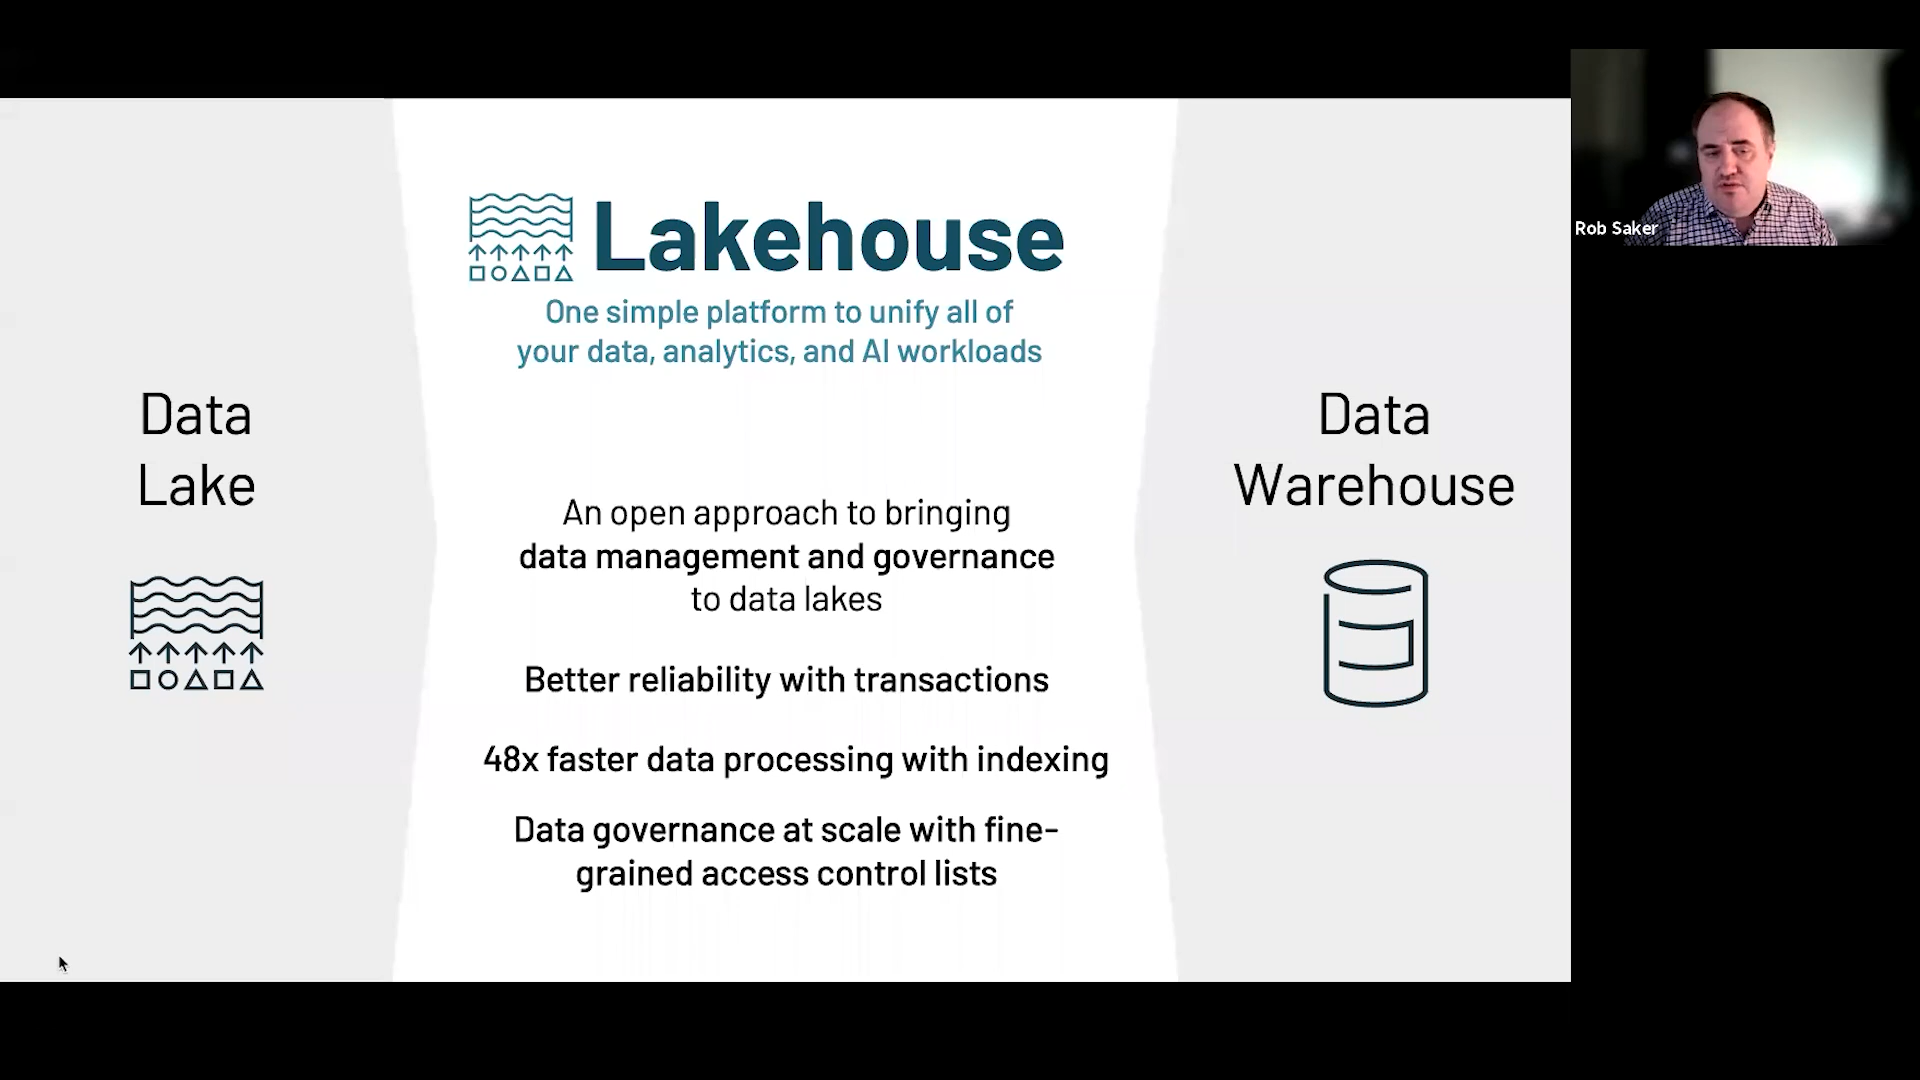 Lakehouse
One simple platform to unify all of
your data, analytics, and AI workloads
Data
Lake
An open approach to bringing
data management and governance
to data lakes
Better reliability with transactions
48x faster data processing with indexing
Data governance at scale with fine-
grained access control lists
Data
Warehouse
Rob Saker